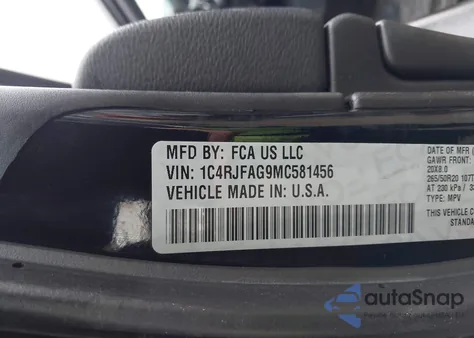 MFD BY: FCA US LLC
VIN: 1C4RJFAG9MC581456
VEHICLE MADE IN: U.S.A.
DATE OF MFR
GAWR FRONT:
20X8.0
265/50R20 107T
AT 230 kPa /
TYPE: MPV
THIS VEHICLE
STANDA
autoSnap